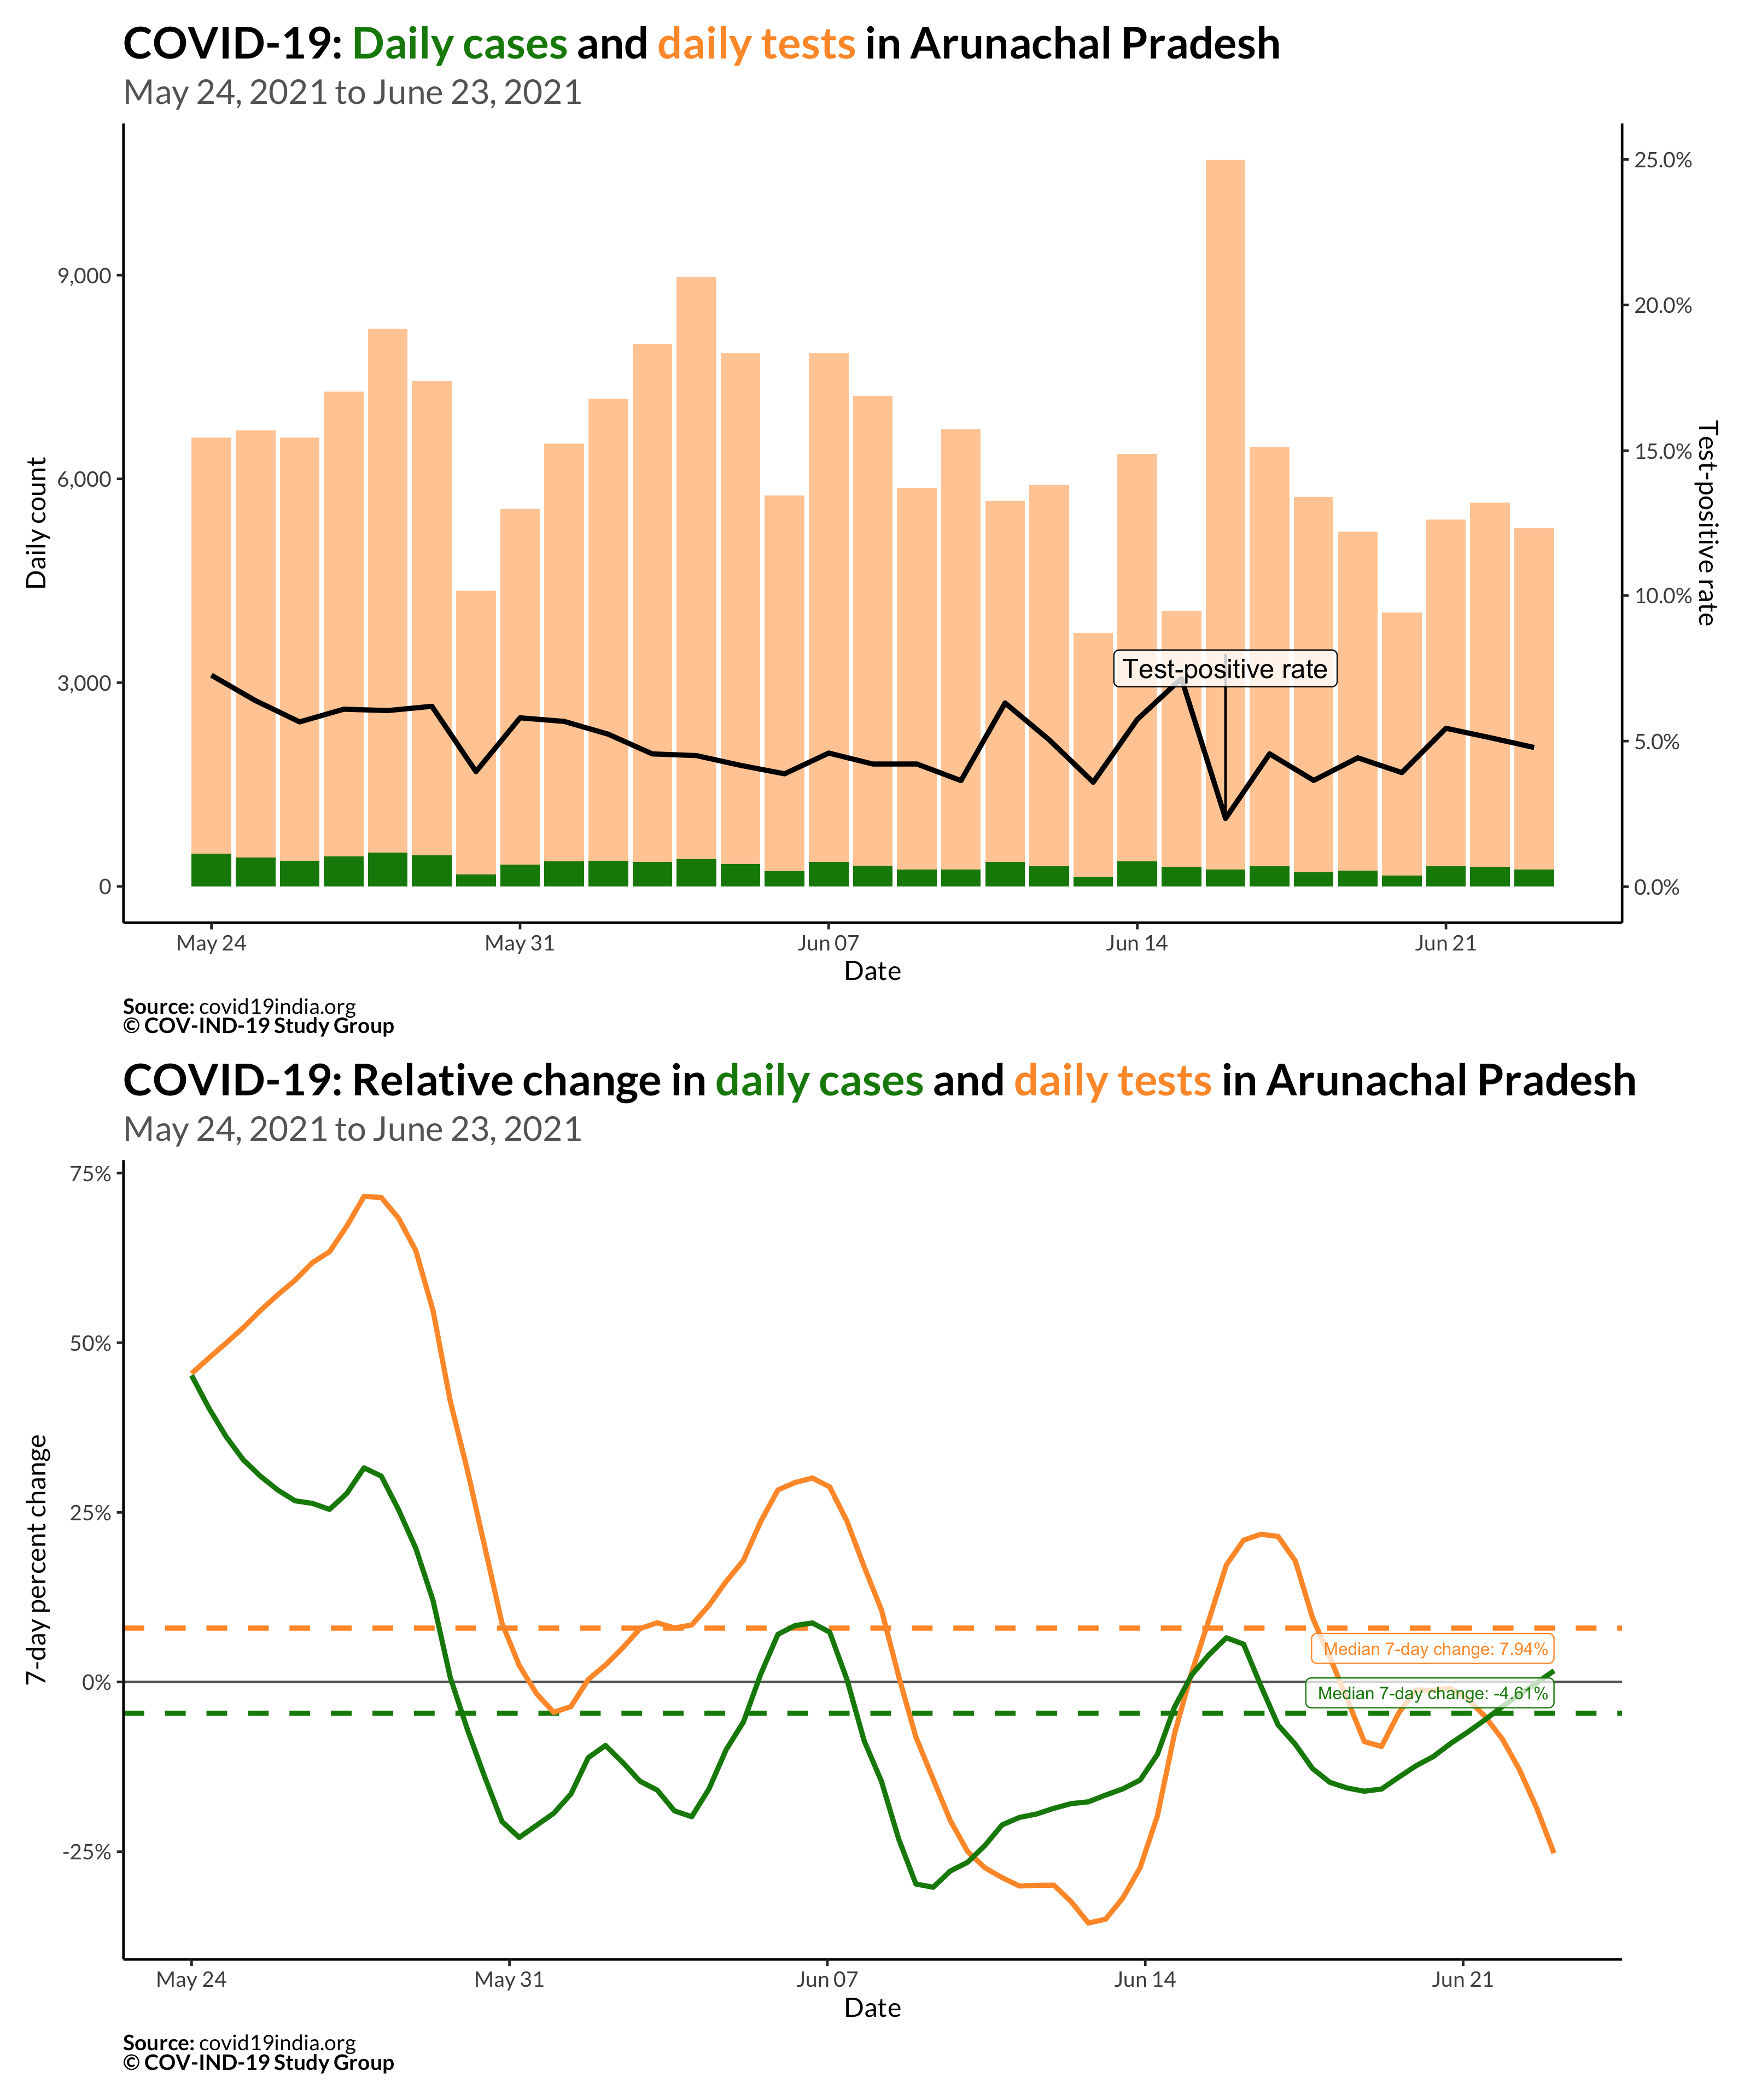 COVID-19: Daily cases and daily tests in Arunachal Pradesh
May 24, 2021 to June 23, 2021
Daily count
9,000
6,000
3,000
0
Test-positive rate
25.0%
20.0%
15.0%
10.0%
5.0%
0.0%
Test-positive rate
May 24
May 31
Jun 07
Jun 14
Jun 21
Date
Source: covid19india.org
© COV-IND-19 Study Group
COVID-19: Relative change in daily cases and daily tests in Arunachal Pradesh
May 24, 2021 to June 23, 2021
7-day percent change
75%
50%
25%
0%
-25%
Median 7-day change: 7.94%
Median 7-day change: -4.61%
May 24
May 31
Jun 07
Jun 14
Jun 21
Date
Source: covid19india.org
© COV-IND-19 Study Group